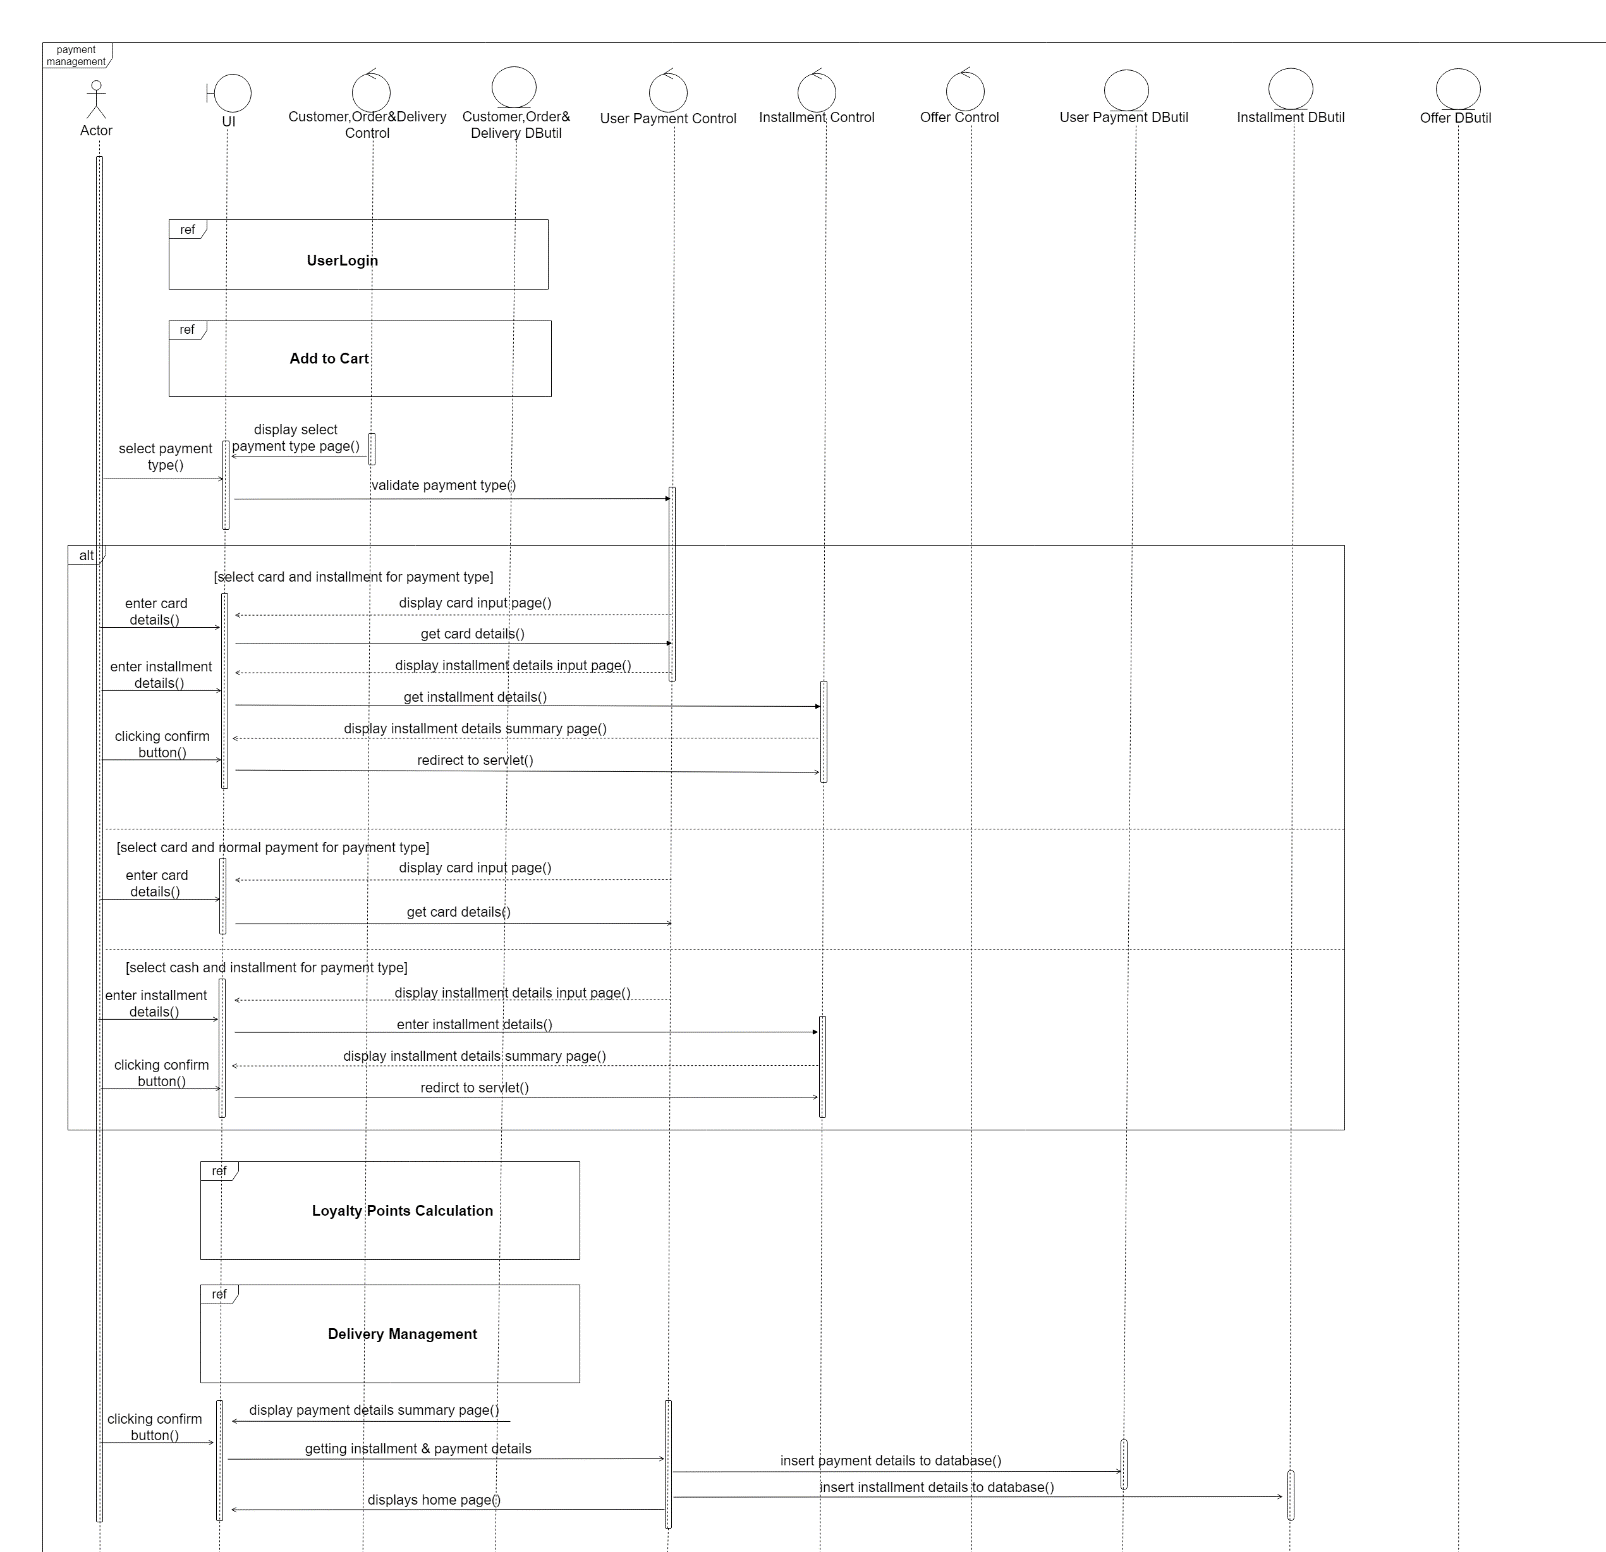 payment
management
Actor
UI
Customer,Order&Delivery
Control
Customer,Order&
Delivery DButil
User Payment Control
Installment Control
Offer Control
User Payment DButil
Installment DButil
Offer DButil
ref
UserLogin
ref
Add to Cart
display select
payment type page()
select payment
type()
validate payment type()
alt
[select card and installment for payment type]
enter card
details()
display card input page()
get card details()
enter installment
details()
display installment details input page()
get installment details()
clicking confirm
button()
display installment details summary page()
redirect to servlet()
[select card and normal payment for payment type]
enter card
details()
display card input page()
get card details()
[select cash and installment for payment type]
enter installment
details()
display installment details input page()
enter installment details()
clicking confirm
button()
display installment details summary page()
redirct to servlet()
ref
Loyalty Points Calculation
ref
Delivery Management
display payment details summary page()
clicking confirm
button()
getting installment & payment details
insert payment details to database()
insert installment details to database()
displays home page()